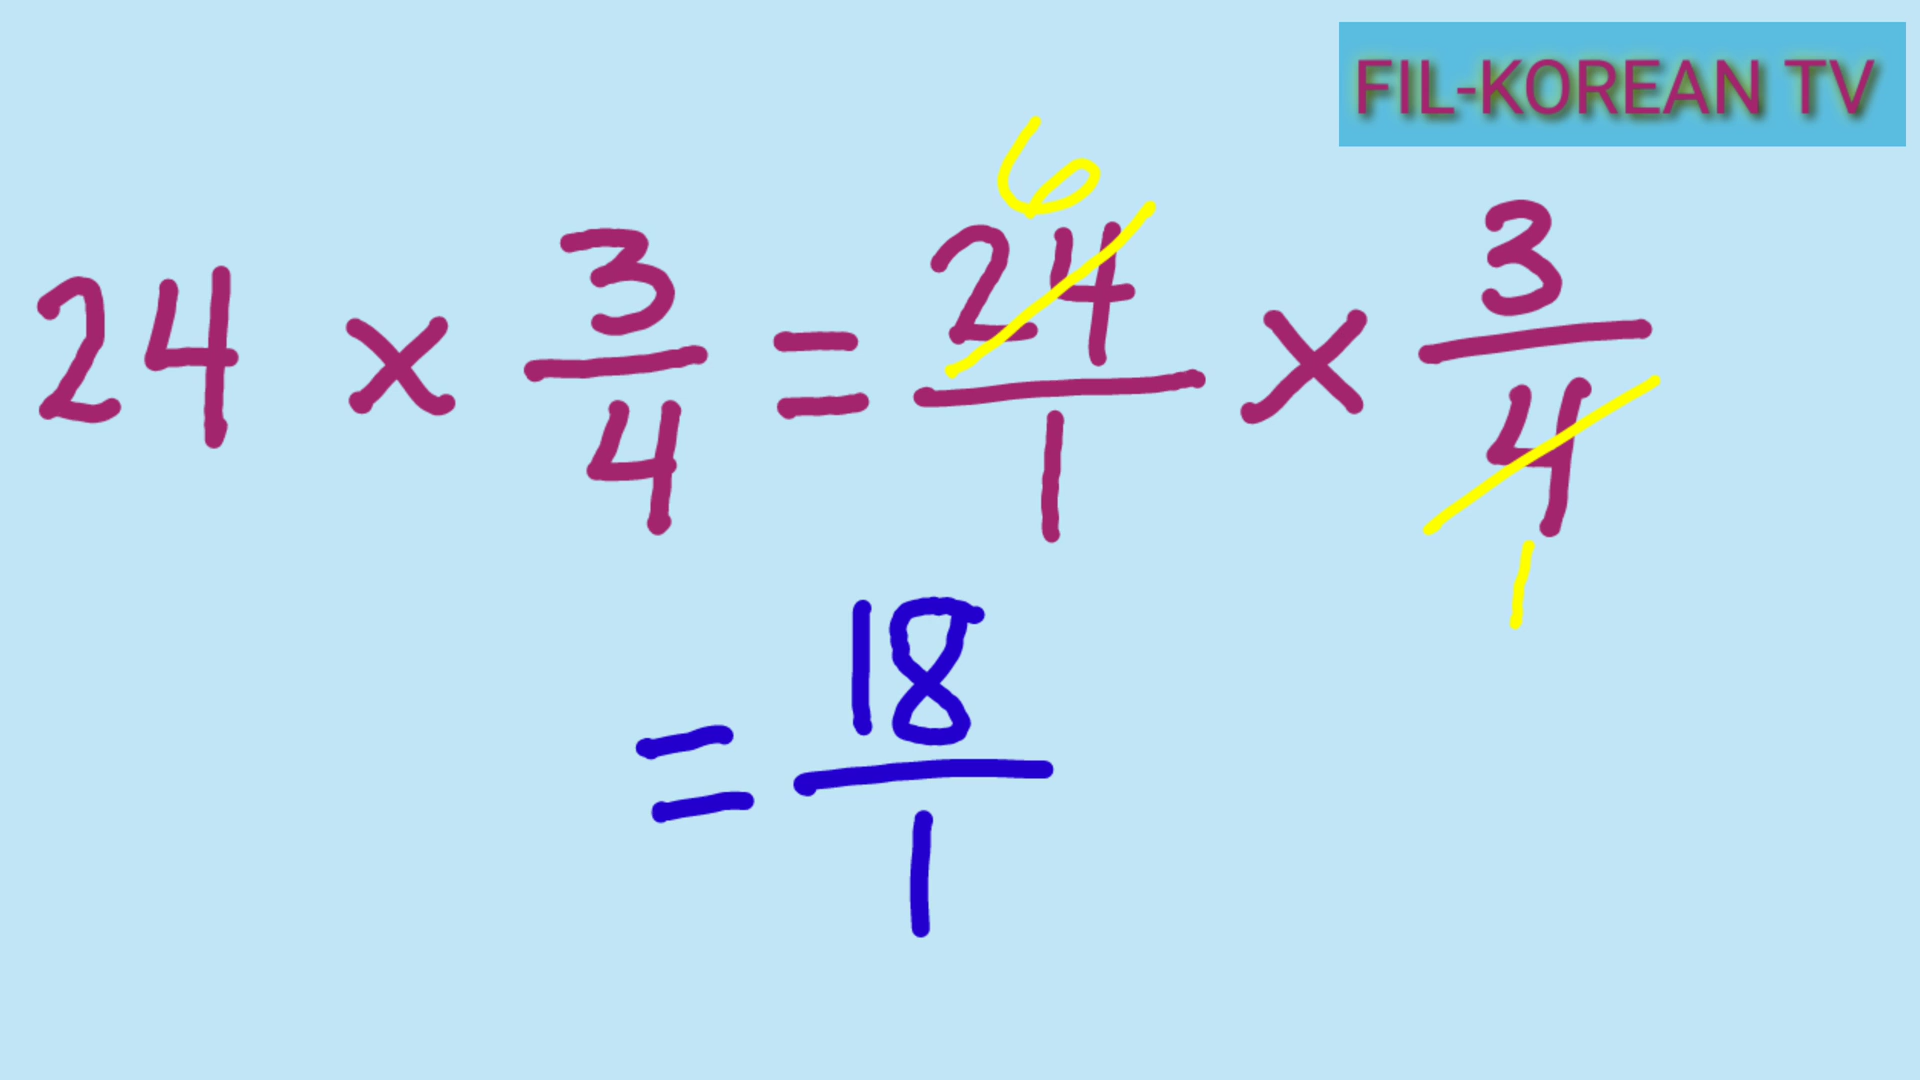 FIL-KOREAN TV
24 x 3/4 = 24/1 x 3/4
6
1
= 18/1